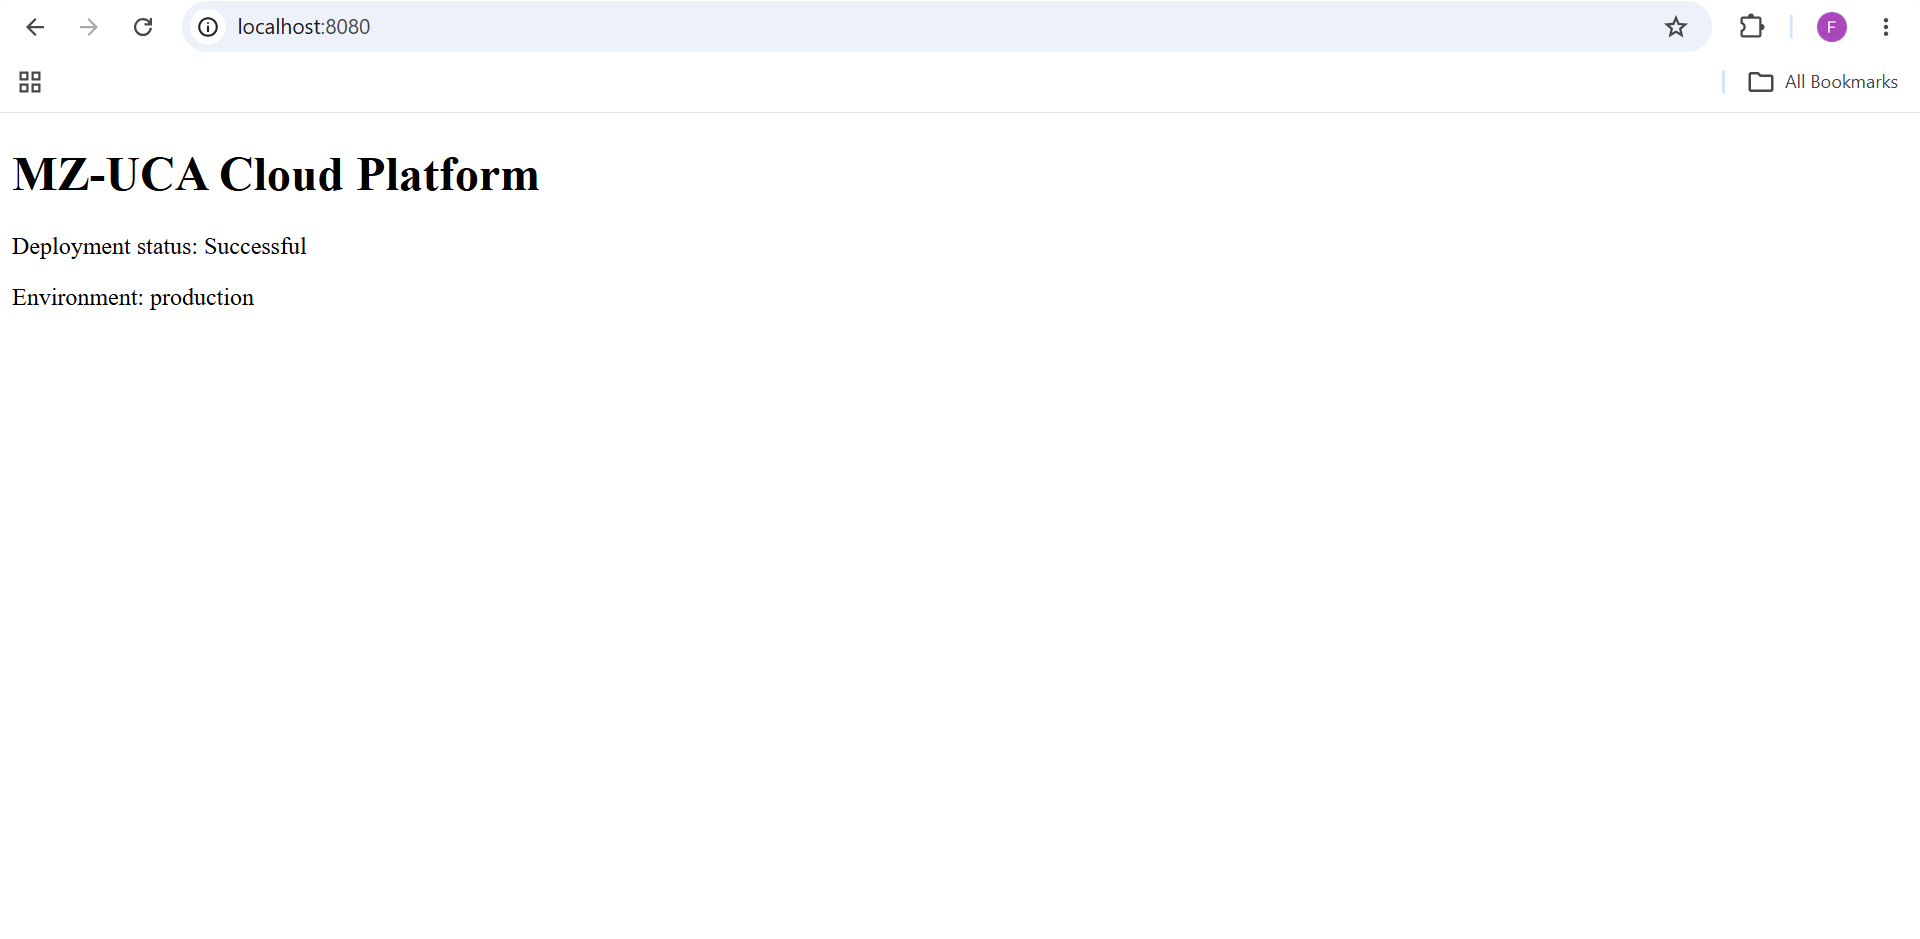 localhost:8080
F
All Bookmarks
MZ-UCA Cloud Platform
Deployment status: Successful
Environment: production